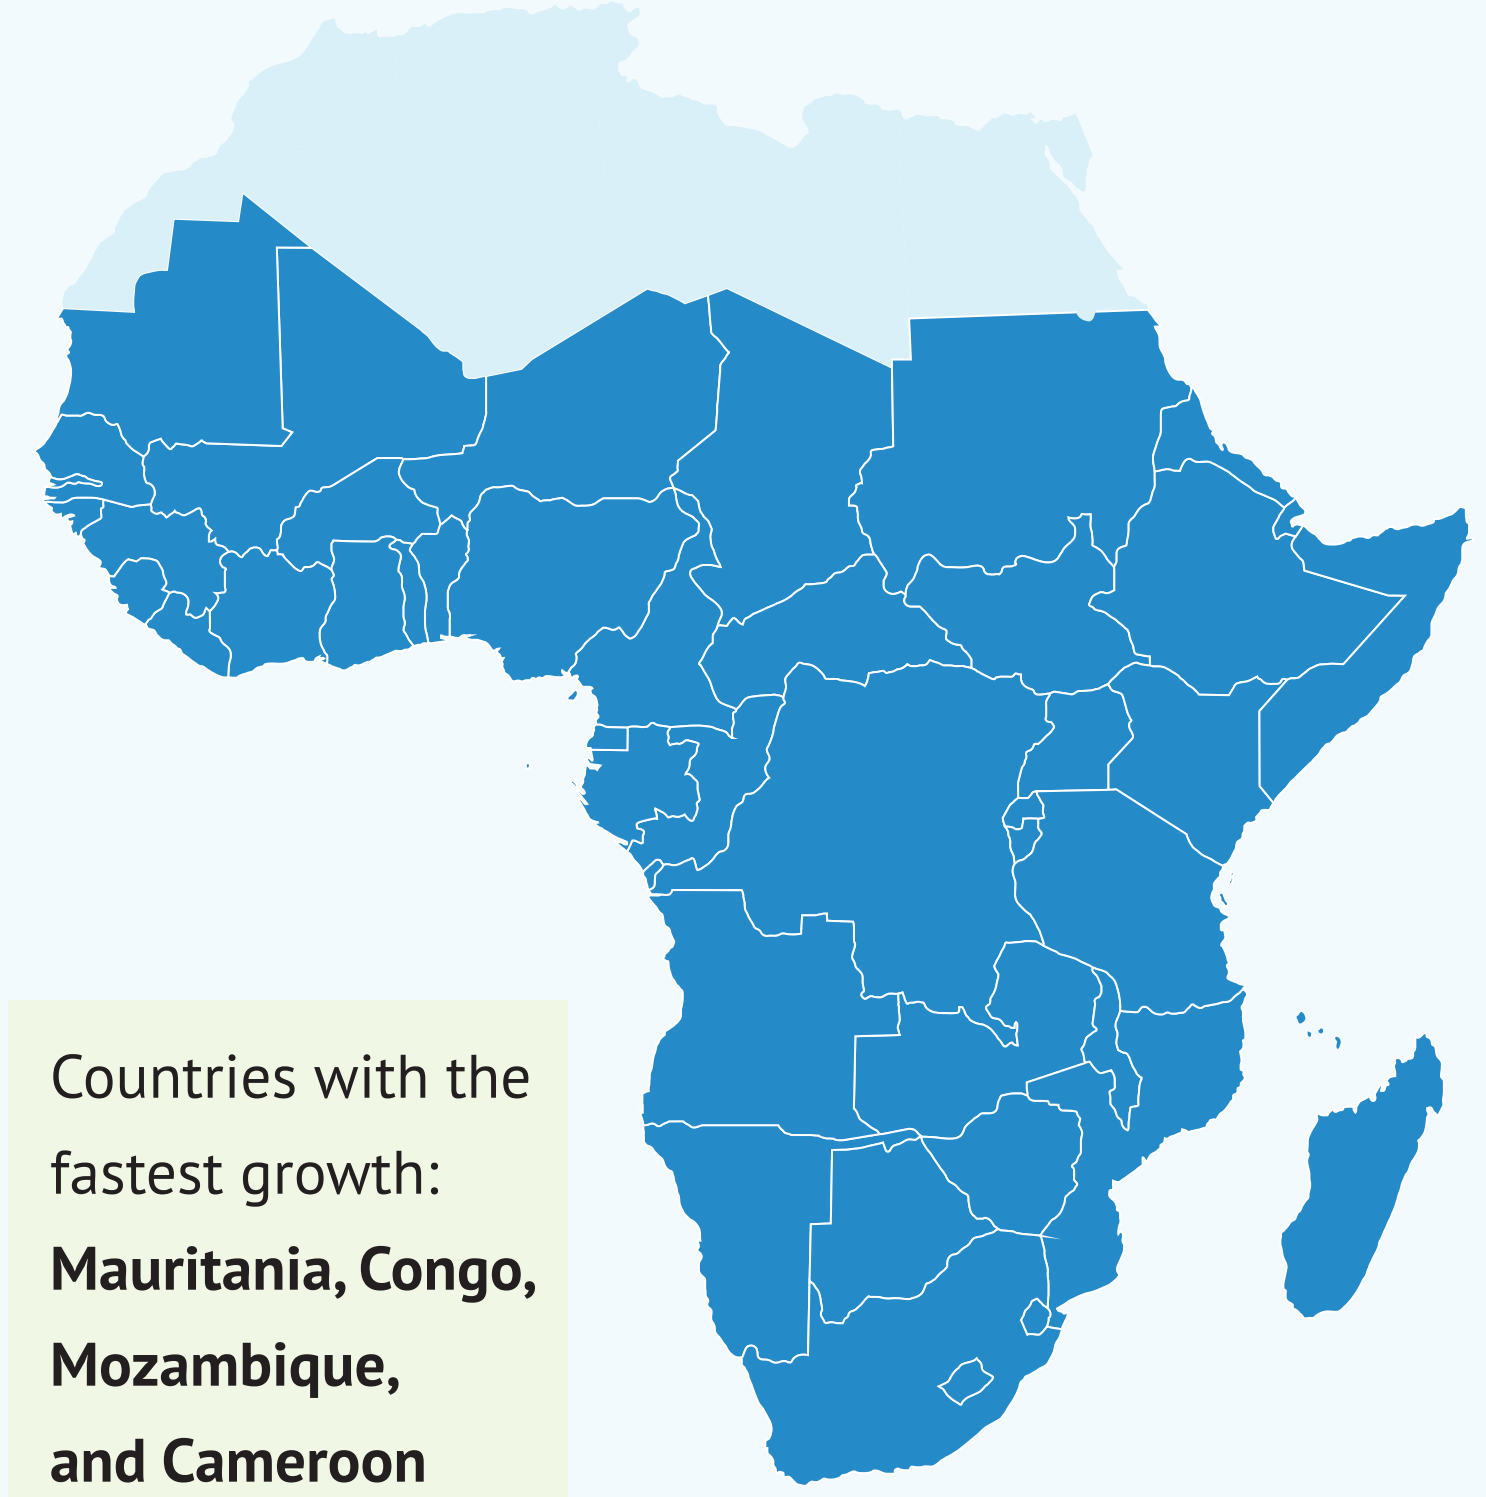 Countries with the
fastest growth:
Mauritania, Congo,
Mozambique,
and Cameroon